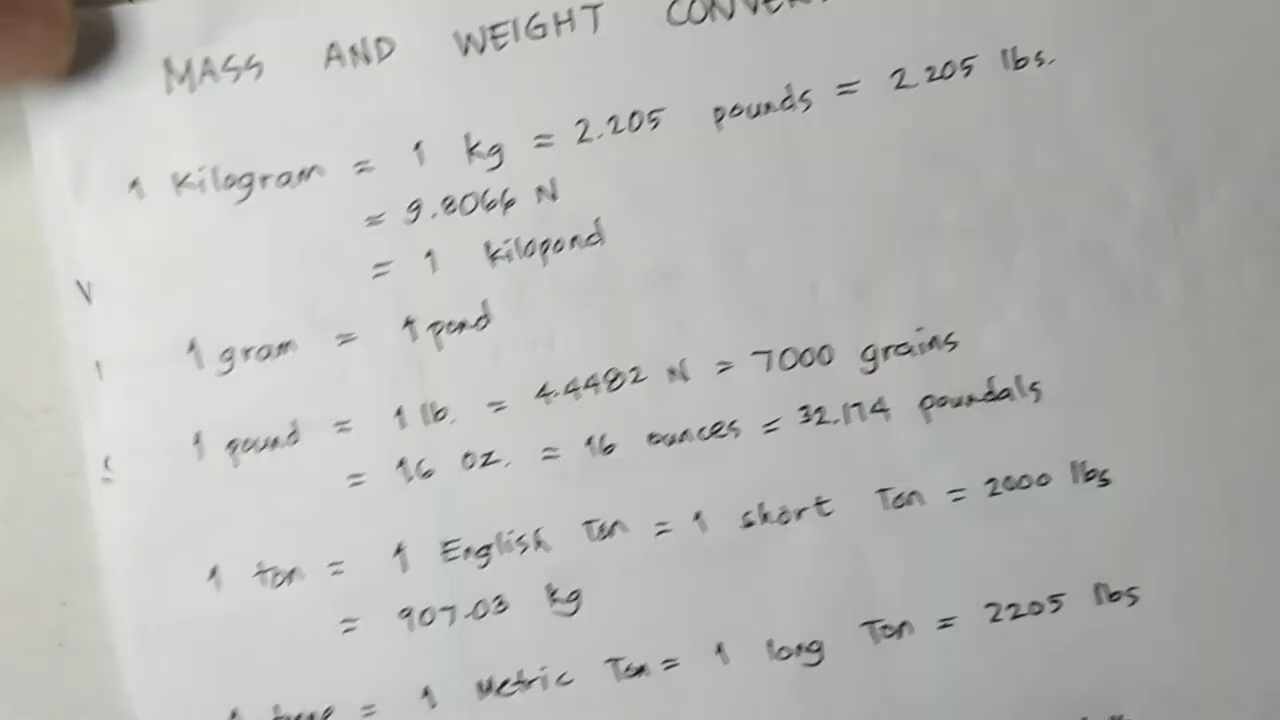 MASS AND WEIGHT
1 Kilogram = 1 kg = 2.205 pounds = 2.205 lbs.
= 9.8066 N
= 1 kilopond
1 gram = 1 pond
1 pound = 1 lb. = 4.4482 N = 7000 grains
= 16 oz. = 16 ounces = 32.174 poundals
1 ton = 1 English Ton = 1 short Ton = 2000 lbs
= 907.03 kg
= 1 Metric Ton = 1 long Ton = 2205 lbs